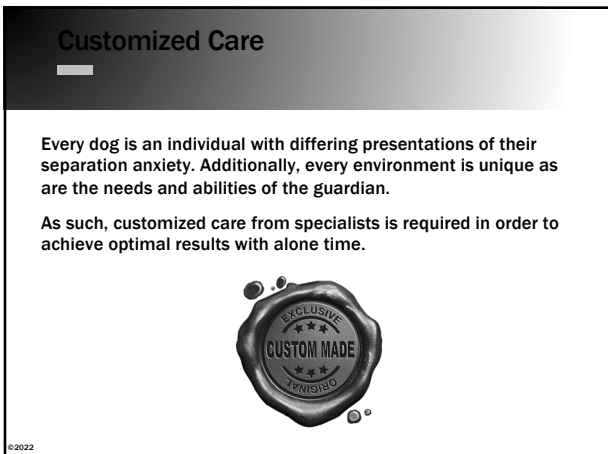 Customized Care
Every dog is an individual with differing presentations of their
separation anxiety. Additionally, every environment is unique as
are the needs and abilities of the guardian.
As such, customized care from specialists is required in order to
achieve optimal results with alone time.
EXCLUSIVE
CUSTOM MADE
ORIGINAL
©2022